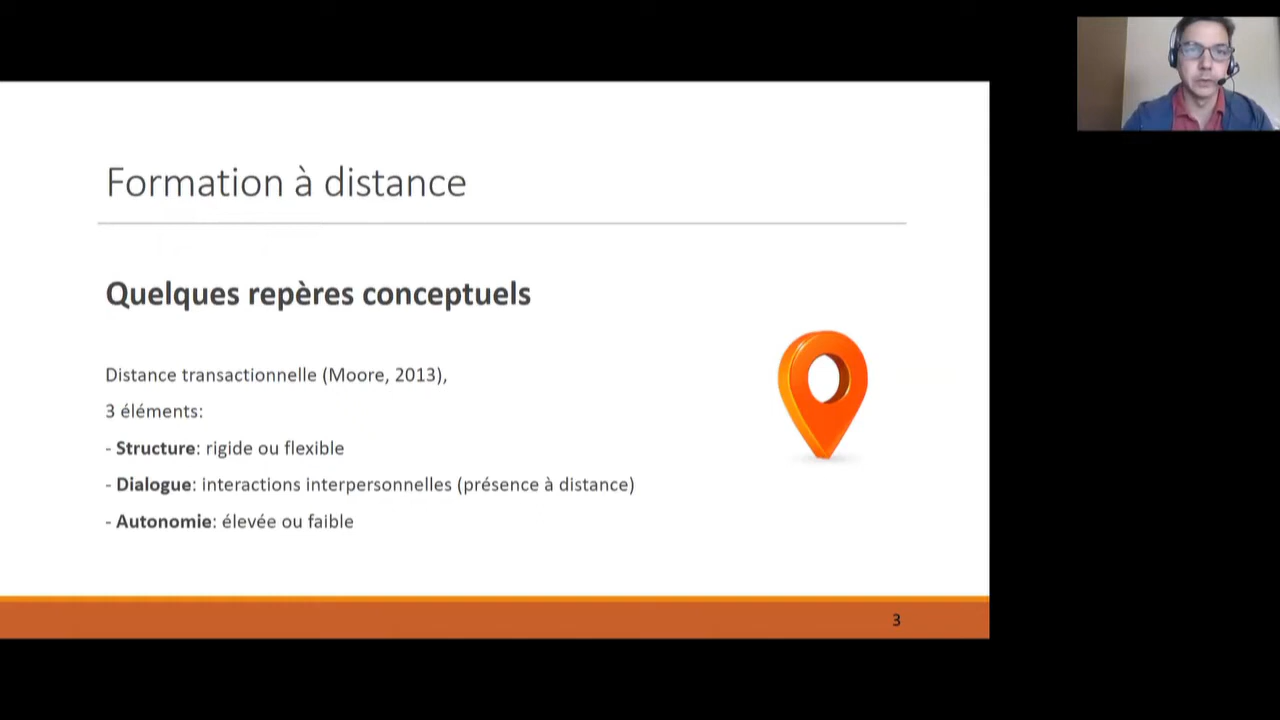 Formation à distance
Quelques repères conceptuels
Distance transactionnelle (Moore, 2013),
3 éléments:
- Structure: rigide ou flexible
- Dialogue: interactions interpersonnelles (présence à distance)
- Autonomie: élevée ou faible
3